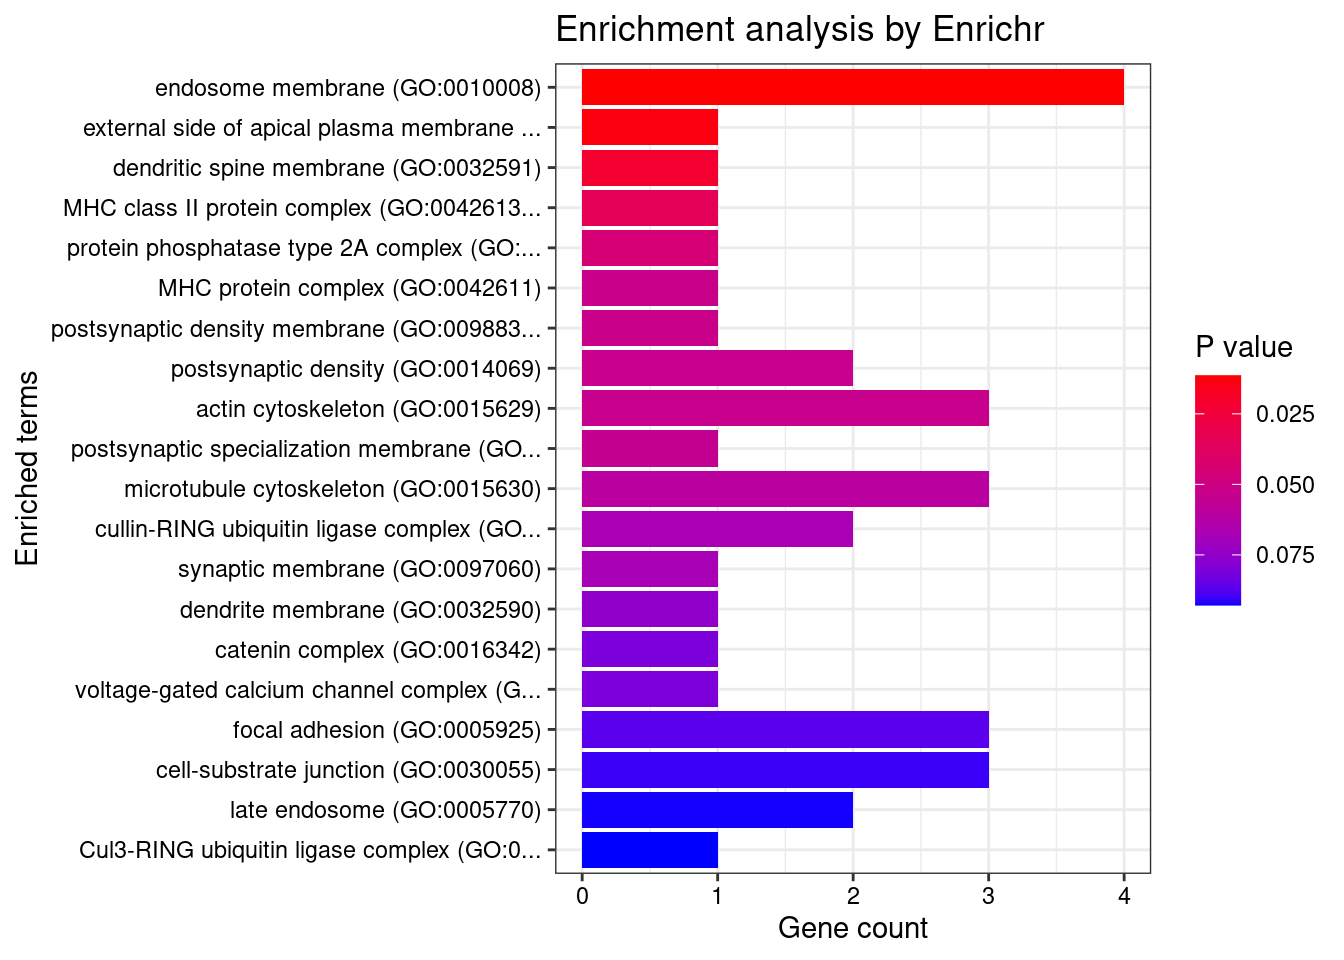 Enrichment analysis by Enrichr
endosome membrane (GO:0010008)
external side of apical plasma membrane ...
dendritic spine membrane (GO:0032591)
MHC class II protein complex (GO:0042613...
protein phosphatase type 2A complex (GO:...
MHC protein complex (GO:0042611)
postsynaptic density membrane (GO:009883...
postsynaptic density (GO:0014069)
actin cytoskeleton (GO:0015629)
postsynaptic specialization membrane (GO...
microtubule cytoskeleton (GO:0015630)
cullin-RING ubiquitin ligase complex (GO...
synaptic membrane (GO:0097060)
dendrite membrane (GO:0032590)
catenin complex (GO:0016342)
voltage-gated calcium channel complex (G...
focal adhesion (GO:0005925)
cell-substrate junction (GO:0030055)
late endosome (GO:0005770)
Cul3-RING ubiquitin ligase complex (GO:0...
Enriched terms
0 1 2 3 4
Gene count
P value
0.025
0.050
0.075